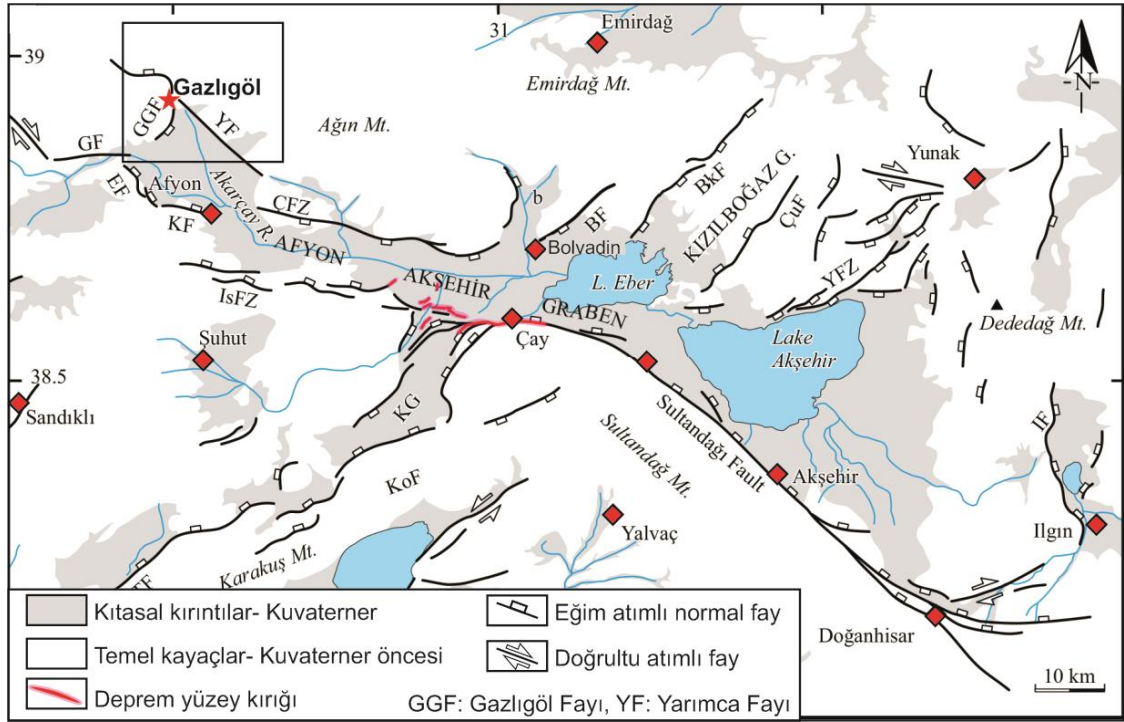 31
39
Emirdağ
Emirdağ Mt.
N
Gazlıgöl
GGF
YF
Ağın Mt.
GF
EF
Afyon
KF
Akarçay R.
CFZ
b
BF
BkF
KIZILBOĞAZ G.
ÇuF
Yunak
YFZ
Bolvadin
L. Eber
AFYON
AKŞEHİR
GRABEN
IsFZ
Çay
Lake
Akşehir
Dededağ Mt.
Şuhut
38.5
Sandıklı
KG
Sultandağı Fault
Sultandağ Mt.
Akşehir
IF
Ilgın
KoF
Yalvaç
Karakuş Mt.
Doğanhisar
10 km
Kıtasal kırıntılar- Kuvaterner
Temel kayaçlar- Kuvaterner öncesi
Deprem yüzey kırığı
Eğim atımlı normal fay
Doğrultu atımlı fay
GGF: Gazlıgöl Fayı, YF: Yarımca Fayı